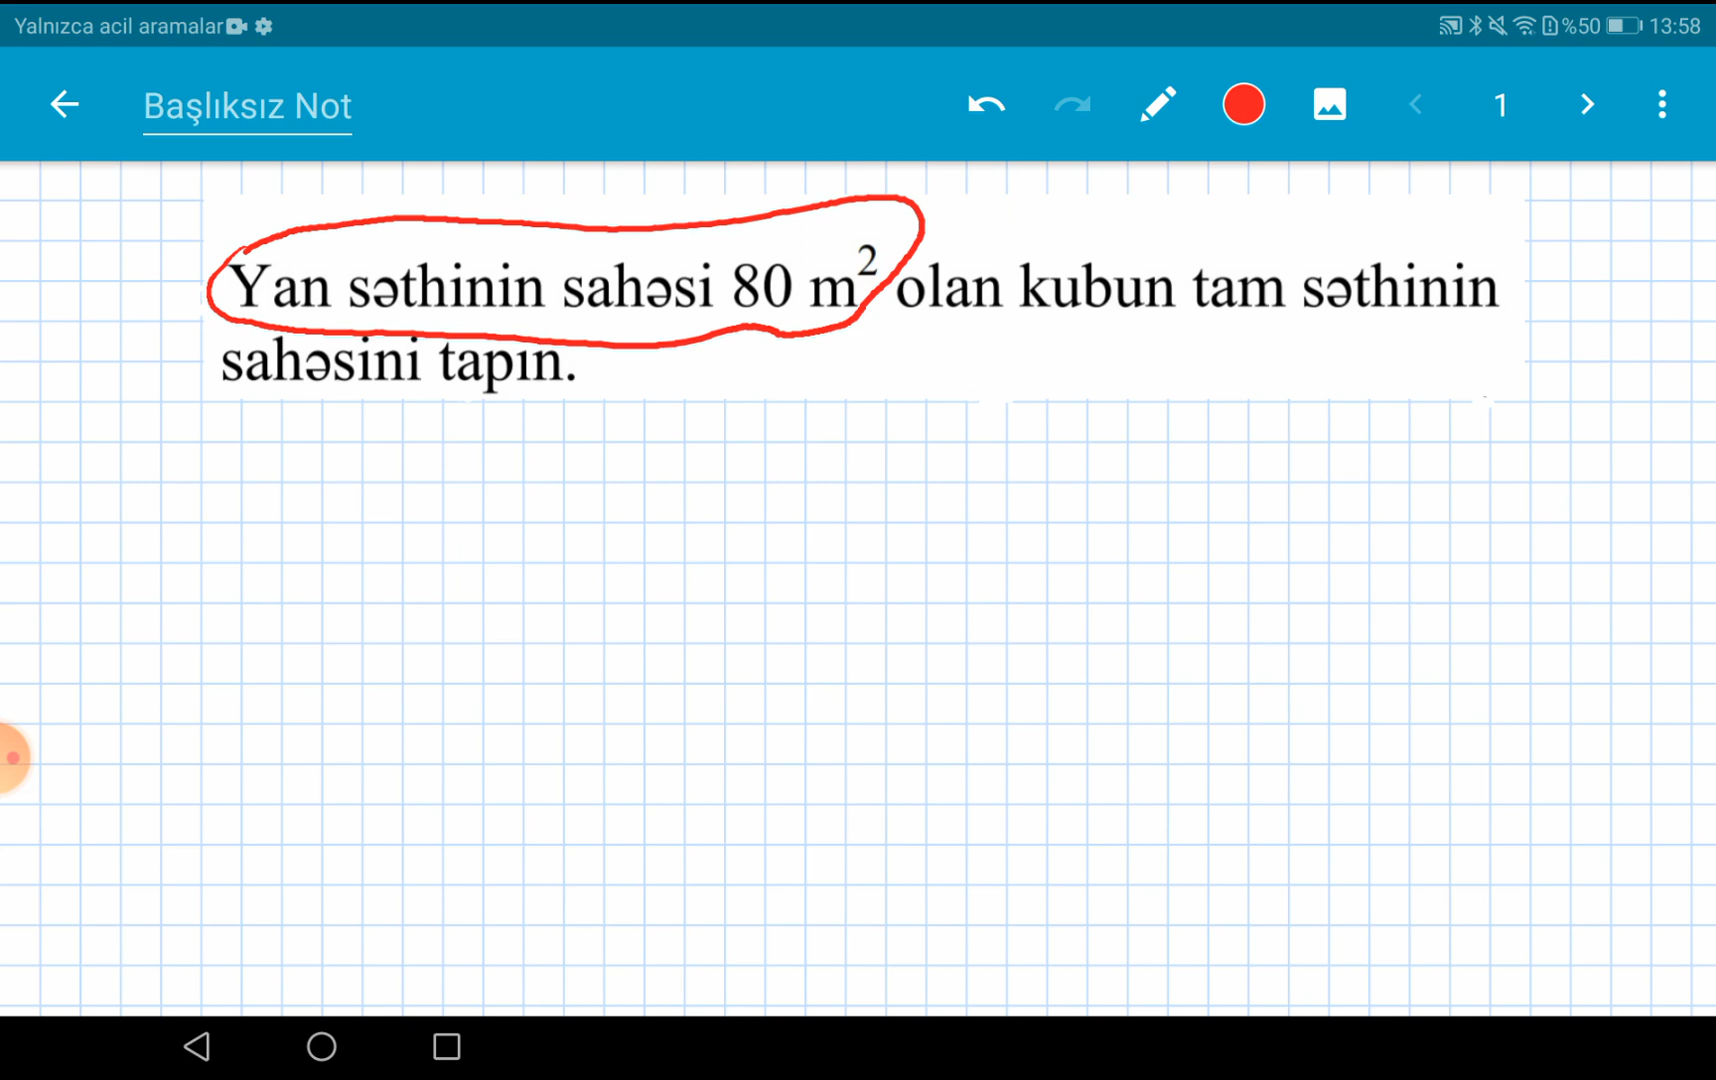 Yalnızca acil aramalar
%50 13:58
Başlıksız Not
1
Yan səthinin sahəsi 80 m² olan kubun tam səthinin
sahəsini tapın.